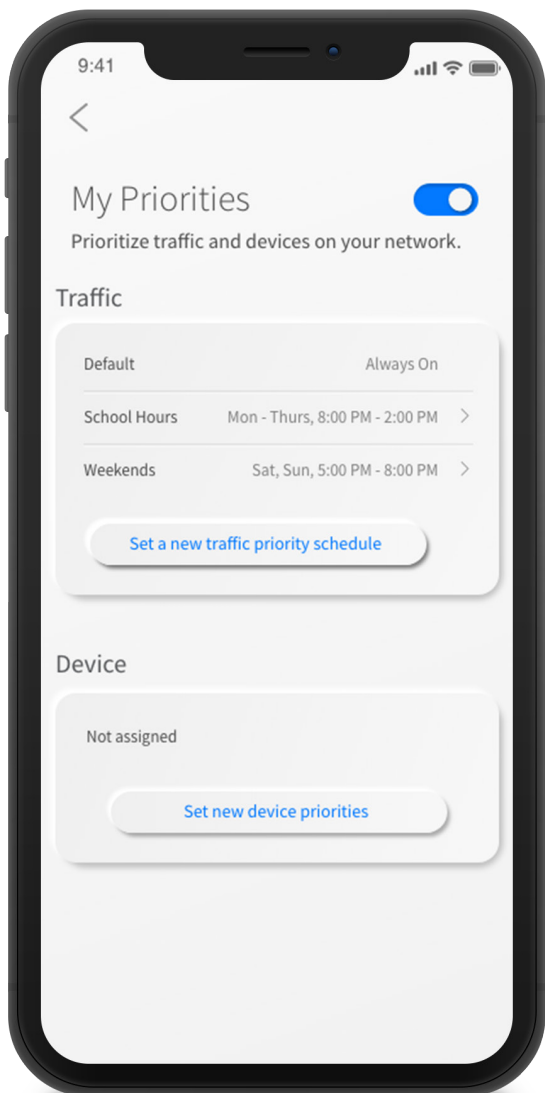 9:41
My Priorities
Prioritize traffic and devices on your network.
Traffic
Default Always On
School Hours Mon - Thurs, 8:00 PM - 2:00 PM
Weekends Sat, Sun, 5:00 PM - 8:00 PM
Set a new traffic priority schedule
Device
Not assigned
Set new device priorities